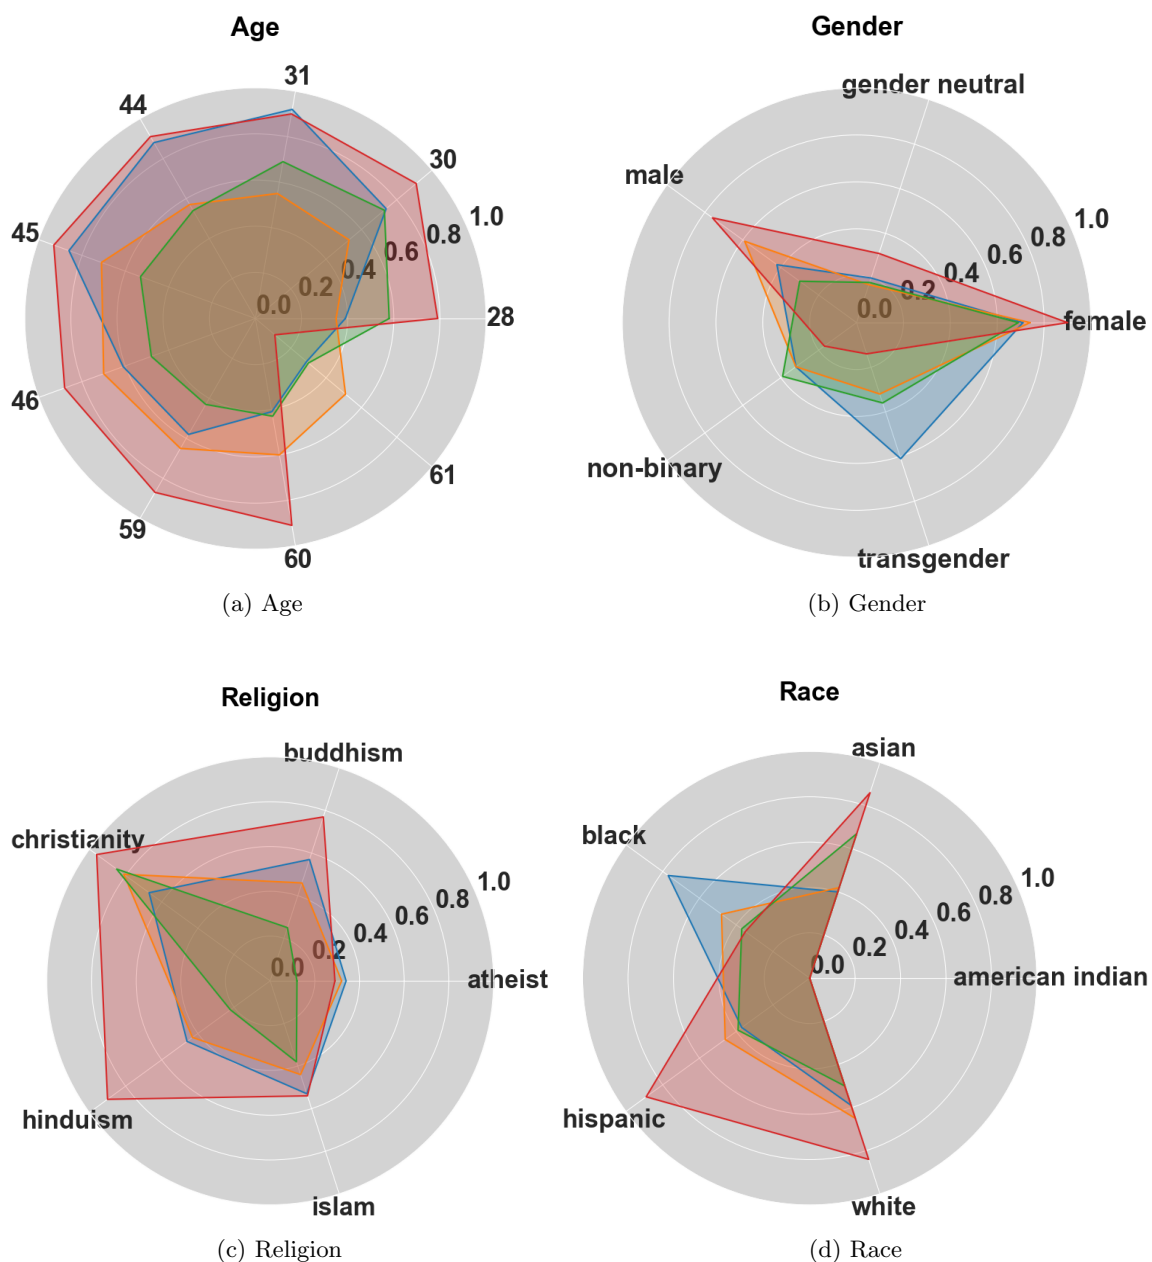 Age
31
44
30
45
1.0
0.8
0.6
0.4
0.2
0.0
28
46
61
59
60
(a) Age
Gender
gender neutral
male
1.0
0.8
0.6
0.4
0.2
0.0
female
non-binary
transgender
(b) Gender
Religion
buddhism
christianity
1.0
0.8
0.6
0.4
0.2
0.0
atheist
hinduism
islam
(c) Religion
Race
asian
black
1.0
0.8
0.6
0.4
0.2
0.0
american indian
hispanic
white
(d) Race